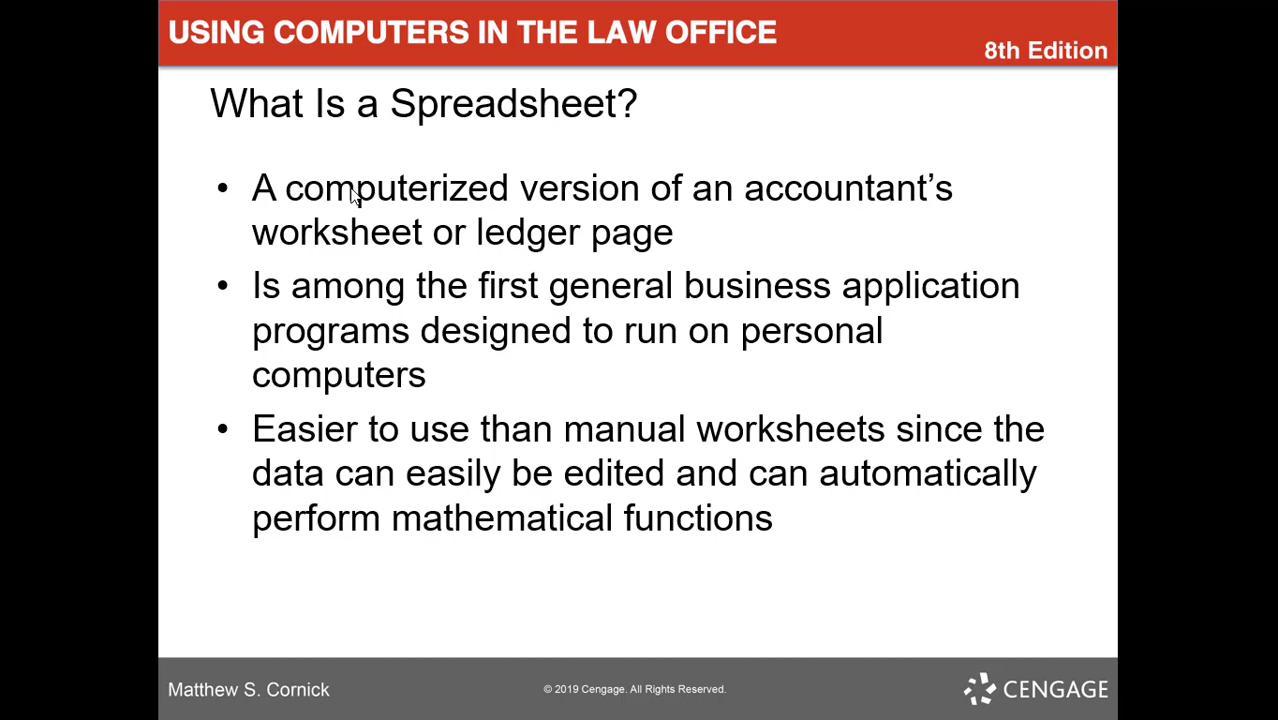 USING COMPUTERS IN THE LAW OFFICE
8th Edition
What Is a Spreadsheet?
• A computerized version of an accountant’s
worksheet or ledger page
• Is among the first general business application
programs designed to run on personal
computers
• Easier to use than manual worksheets since the
data can easily be edited and can automatically
perform mathematical functions
Matthew S. Cornick
© 2019 Cengage. All Rights Reserved.
CENGAGE